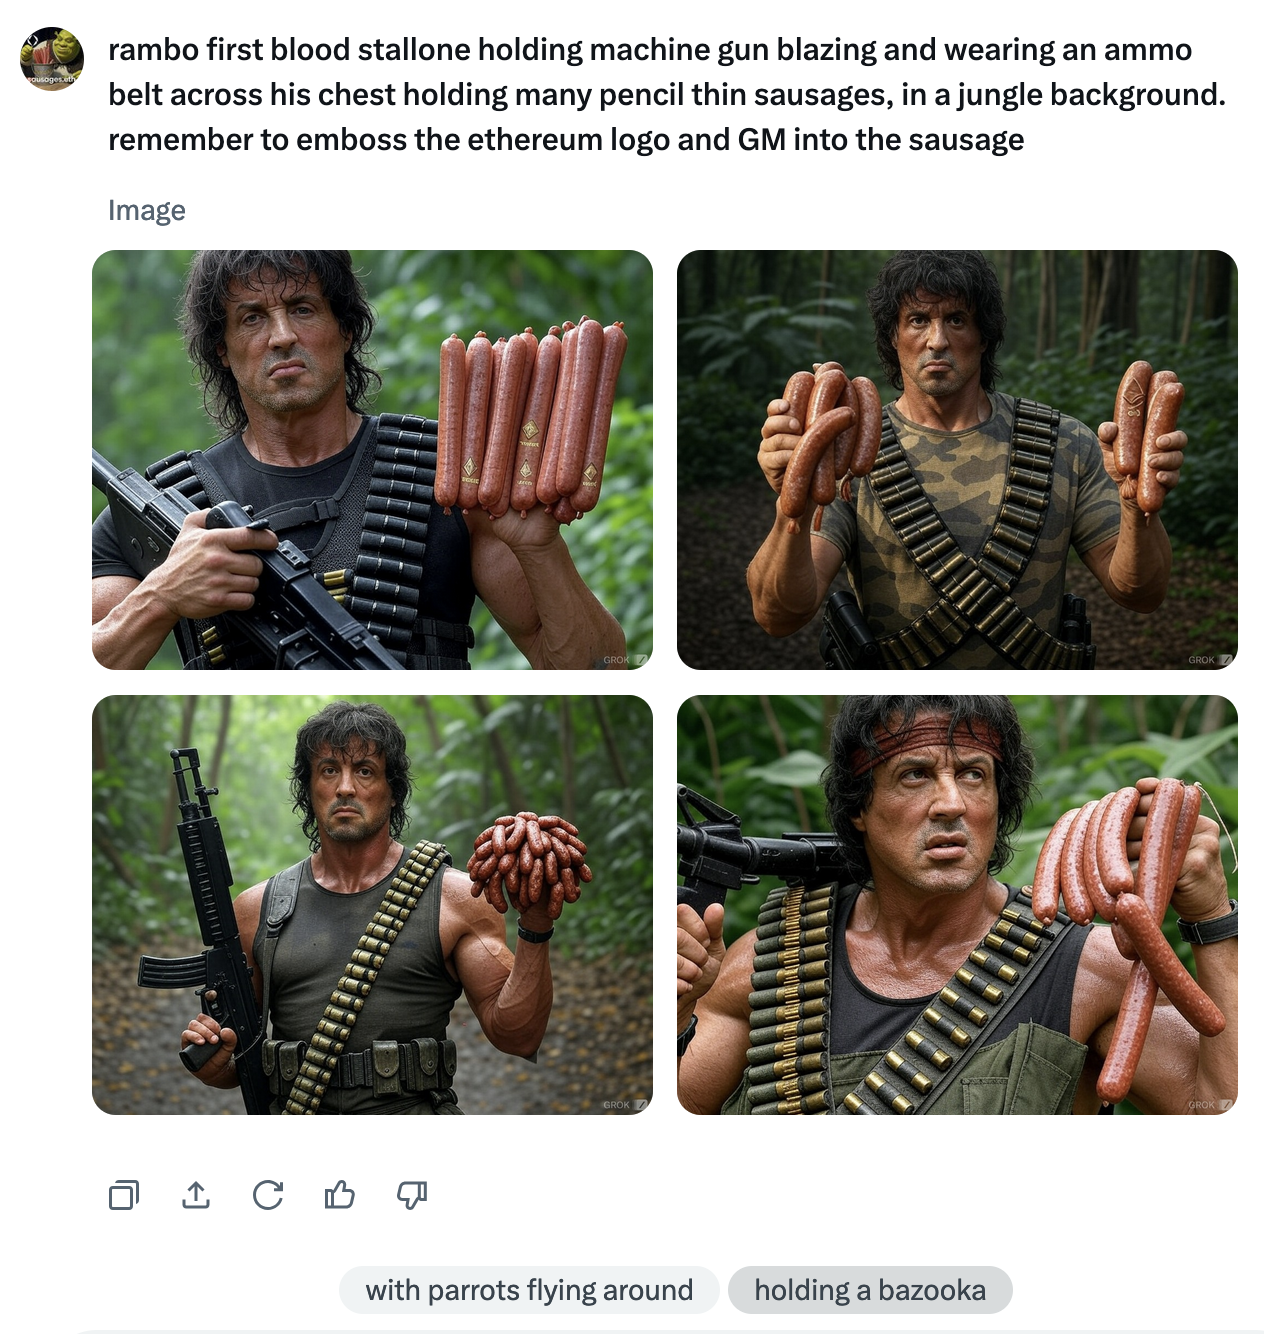 sausages.eth
rambo first blood stallone holding machine gun blazing and wearing an ammo
belt across his chest holding many pencil thin sausages, in a jungle background.
remember to emboss the ethereum logo and GM into the sausage
Image
GROK
GROK
GROK
GROK
with parrots flying around
holding a bazooka